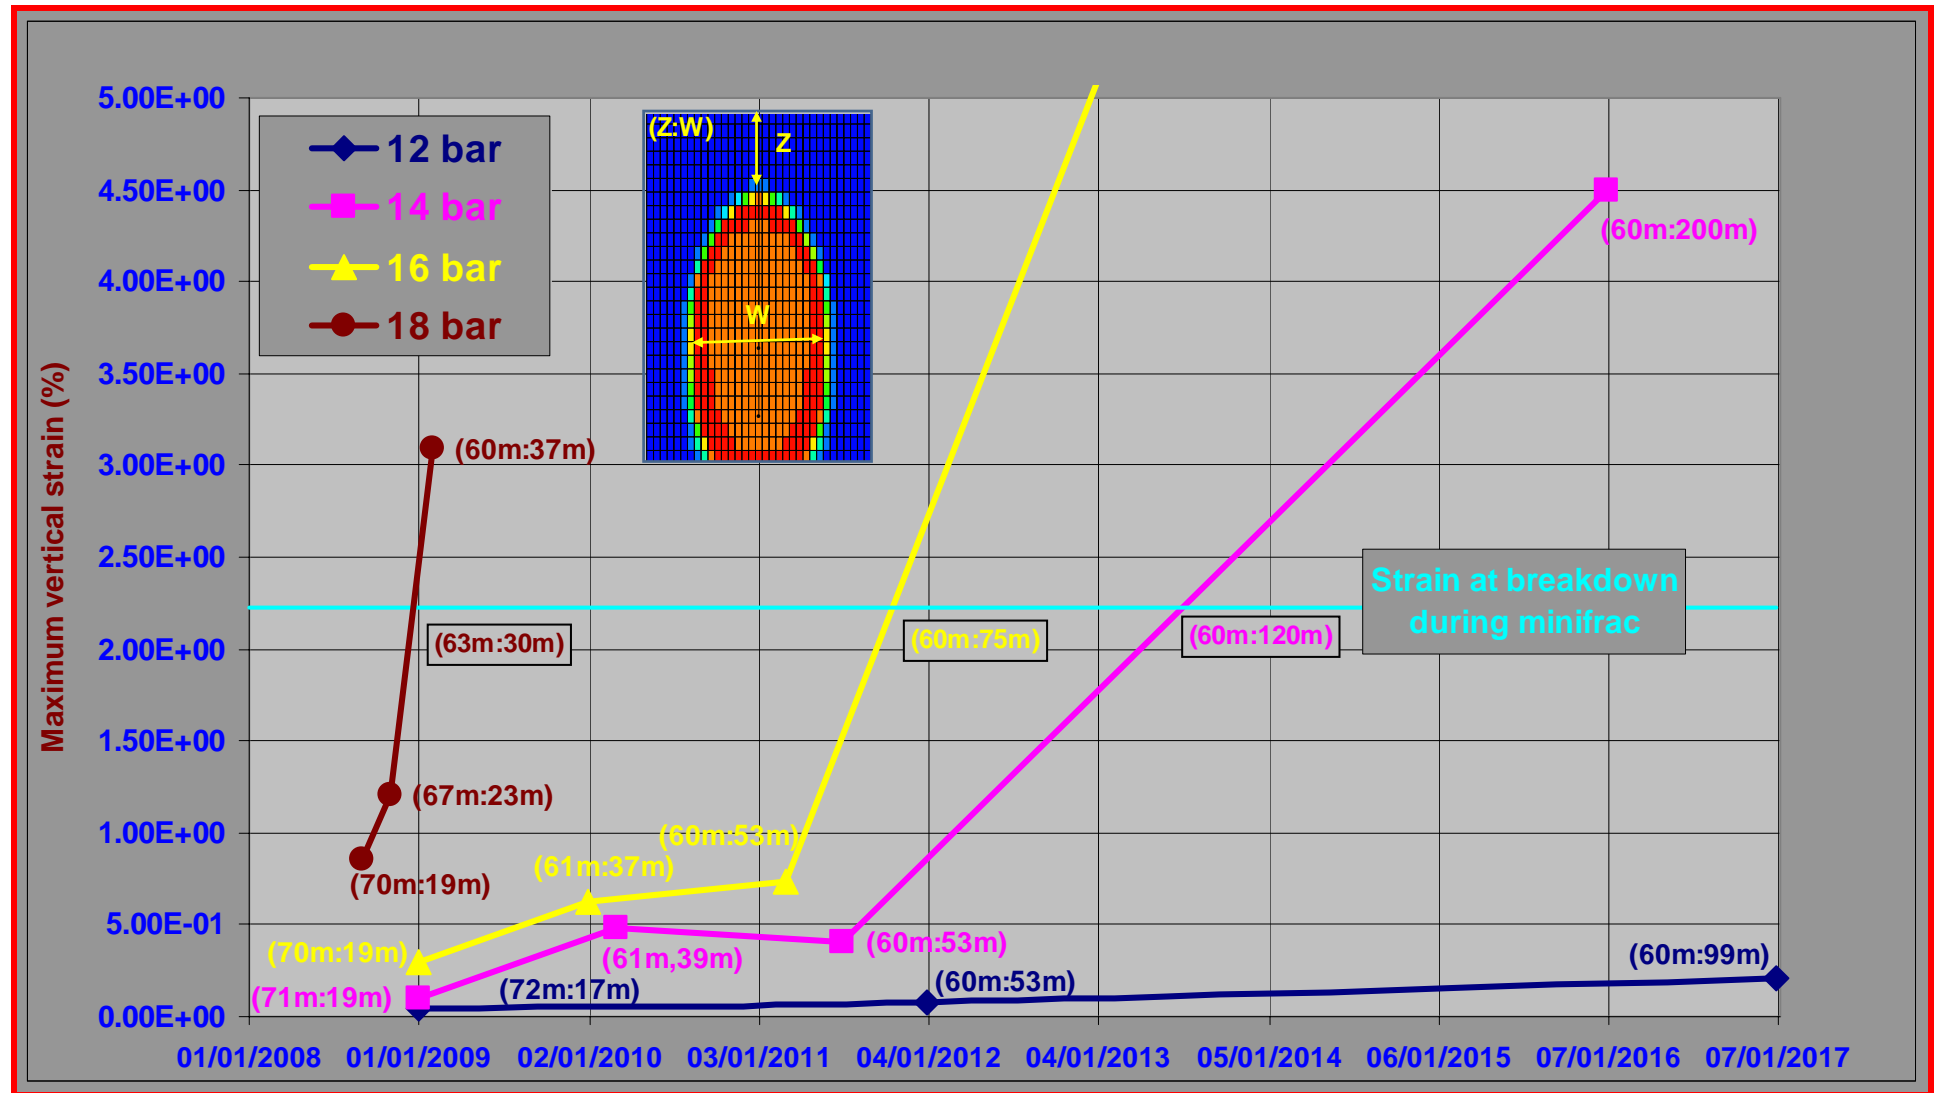 5.00E+00
4.50E+00
4.00E+00
3.50E+00
3.00E+00
2.50E+00
2.00E+00
1.50E+00
1.00E+00
5.00E-01
0.00E+00
Maximum vertical strain (%)
12 bar
14 bar
16 bar
18 bar
(Z:W)
Z
W
(60m:200m)
(60m:37m)
Strain at breakdown
during minifrac
(63m:30m)
(60m:75m)
(60m:120m)
(67m:23m)
(60m:53m)
(61m:37m)
(70m:19m)
(70m:19m)
(61m,39m)
(60m:53m)
(60m:99m)
(71m:19m)
(72m:17m)
(60m:53m)
01/01/2008
01/01/2009
02/01/2010
03/01/2011
04/01/2012
04/01/2013
05/01/2014
06/01/2015
07/01/2016
07/01/2017